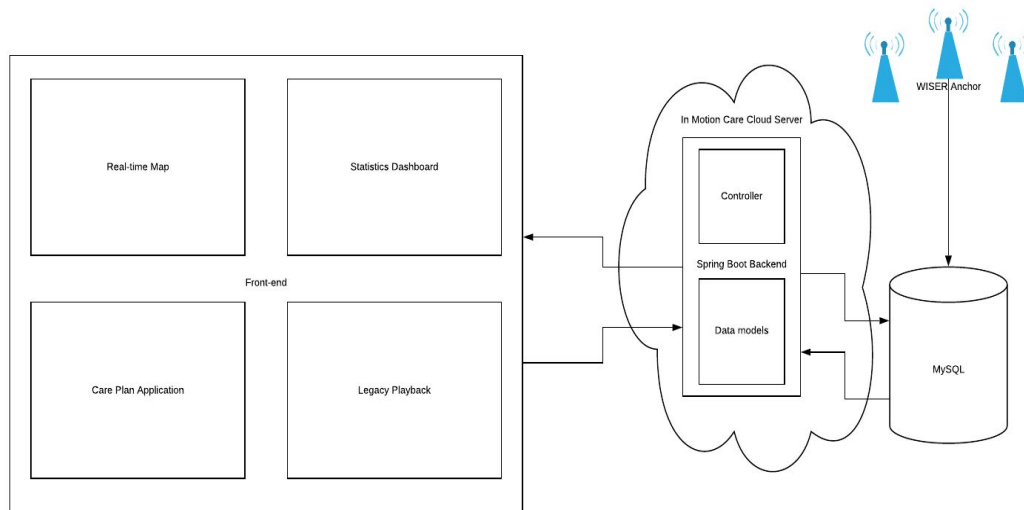 WISER Anchor
In Motion Care Cloud Server
Real-time Map
Statistics Dashboard
Controller
Spring Boot Backend
Front-end
Data models
MySQL
Care Plan Application
Legacy Playback